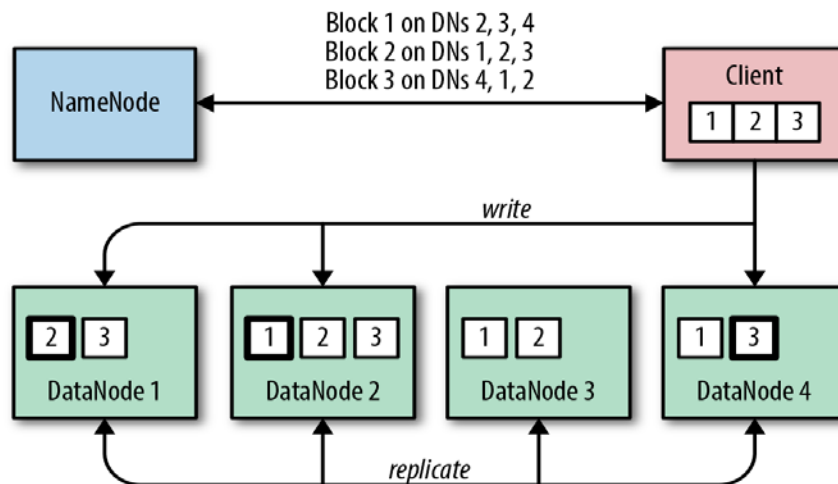 Block 1 on DNs 2, 3, 4
Block 2 on DNs 1, 2, 3
Block 3 on DNs 4, 1, 2
NameNode
Client
1 2 3
write
2 3
DataNode 1
1 2 3
DataNode 2
1 2
DataNode 3
1 3
DataNode 4
replicate